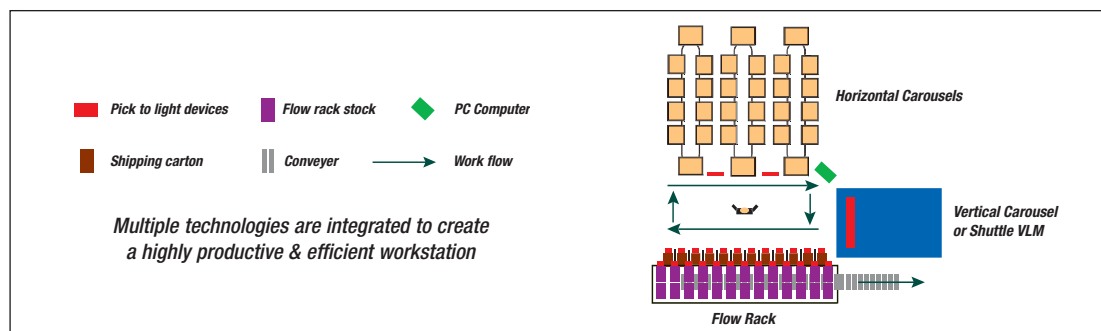 Pick to light devices
Flow rack stock
PC Computer
Shipping carton
Conveyer
Work flow
Multiple technologies are integrated to create
a highly productive & efficient workstation
Horizontal Carousels
Vertical Carousel
or Shuttle VLM
Flow Rack